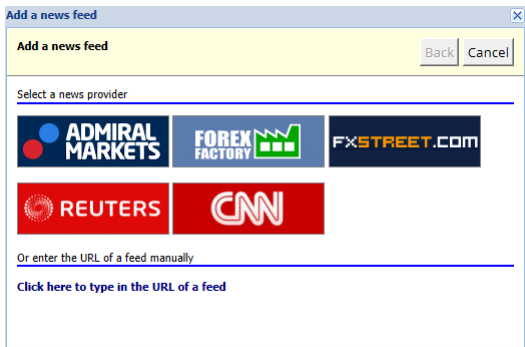 Add a news feed
Add a news feed
Back Cancel
Select a news provider
ADMIRAL
MARKETS
FOREX
FACTORY
FXSTREET.COM
REUTERS
CNN
Or enter the URL of a feed manually
Click here to type in the URL of a feed